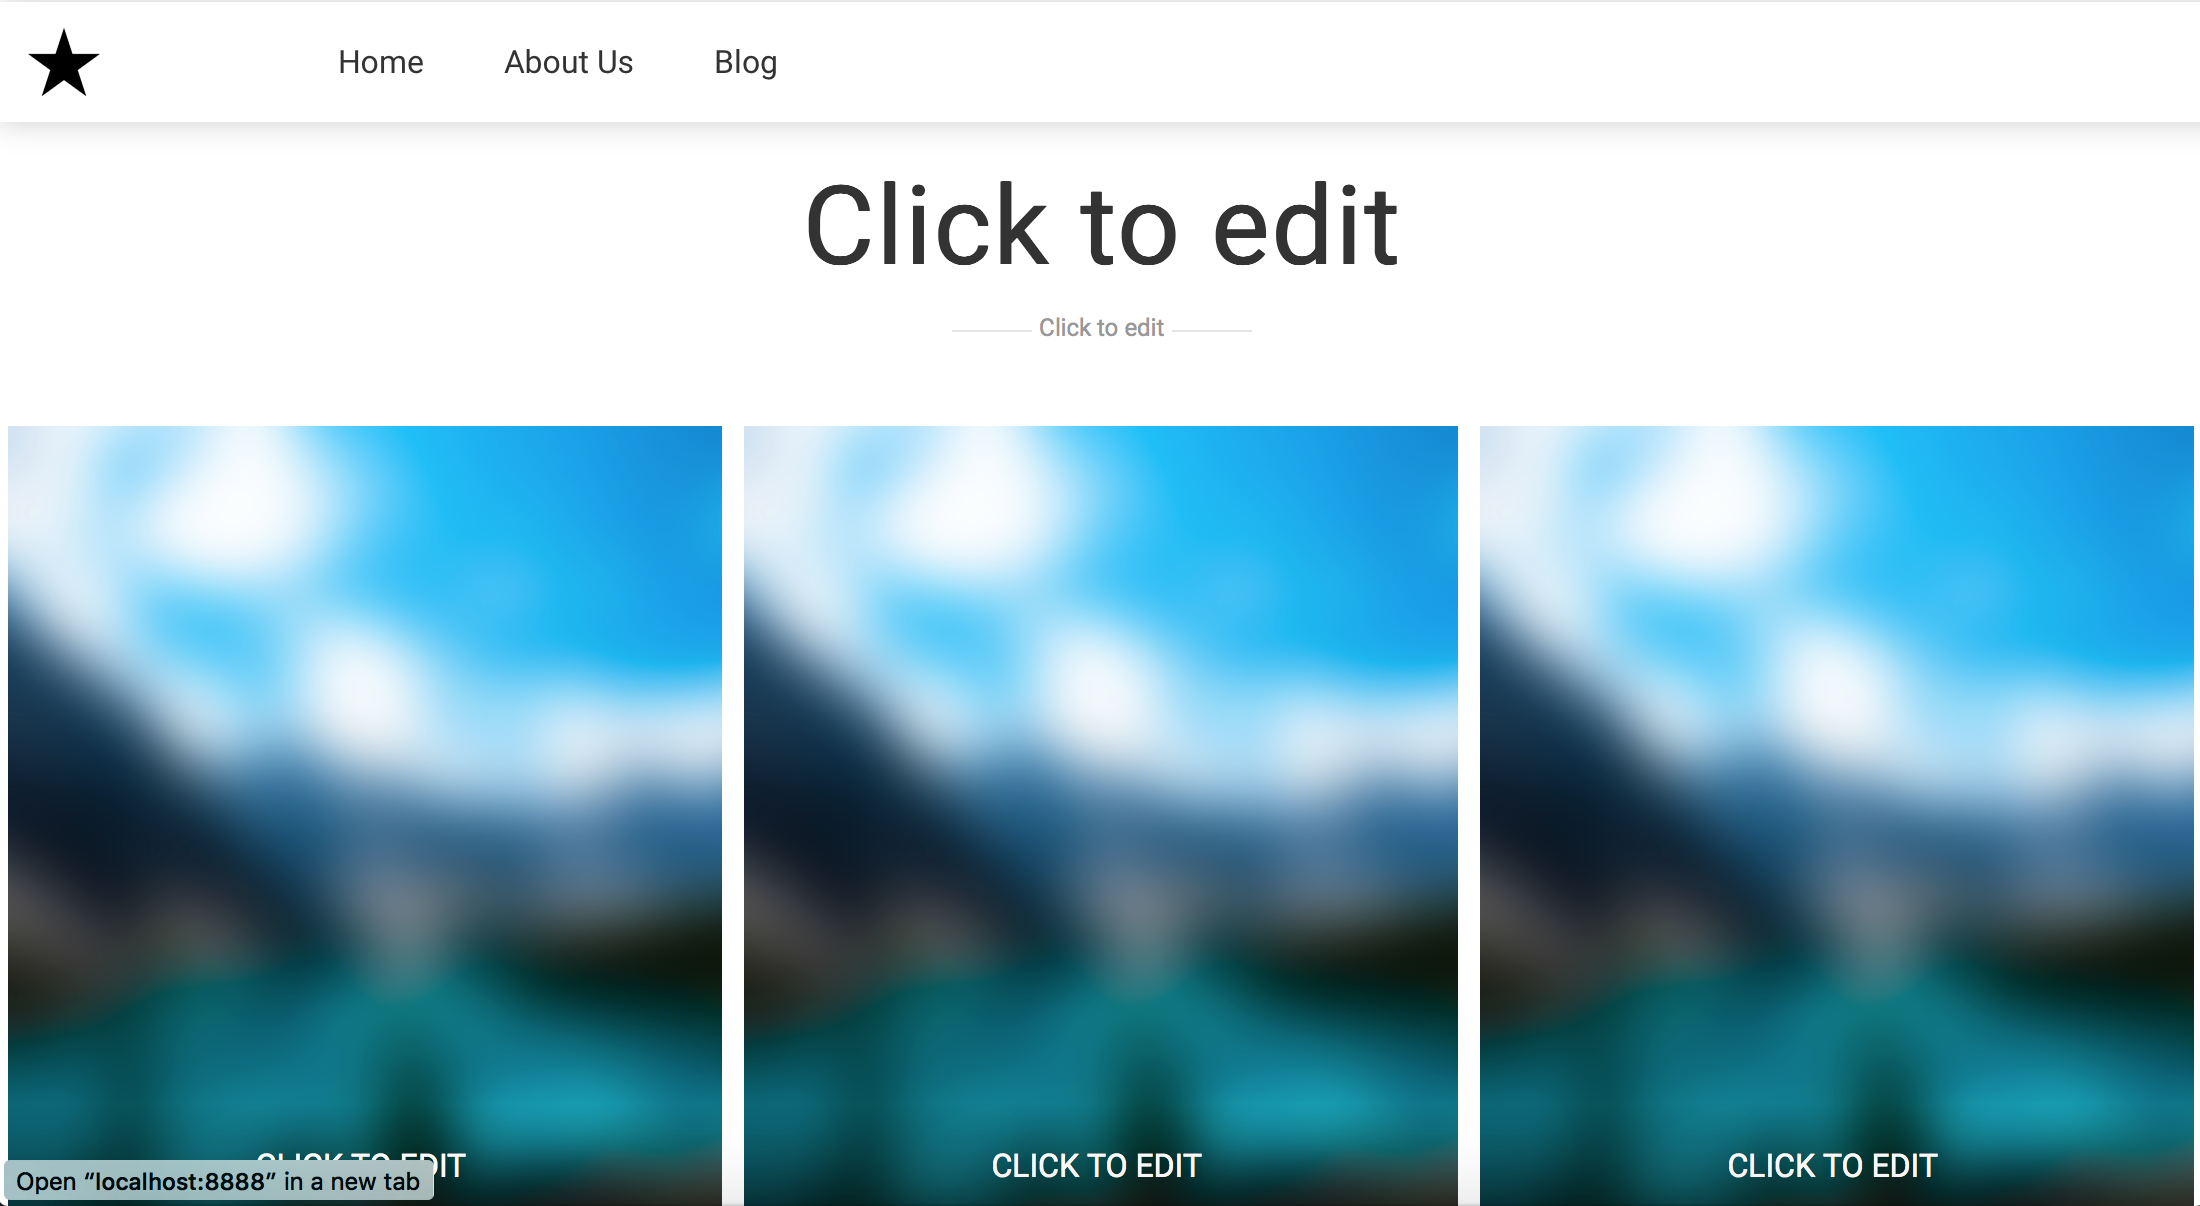 Home
About Us
Blog
Click to edit
Click to edit
CLICK TO EDIT
CLICK TO EDIT
CLICK TO EDIT
Open “localhost:8888” in a new tab